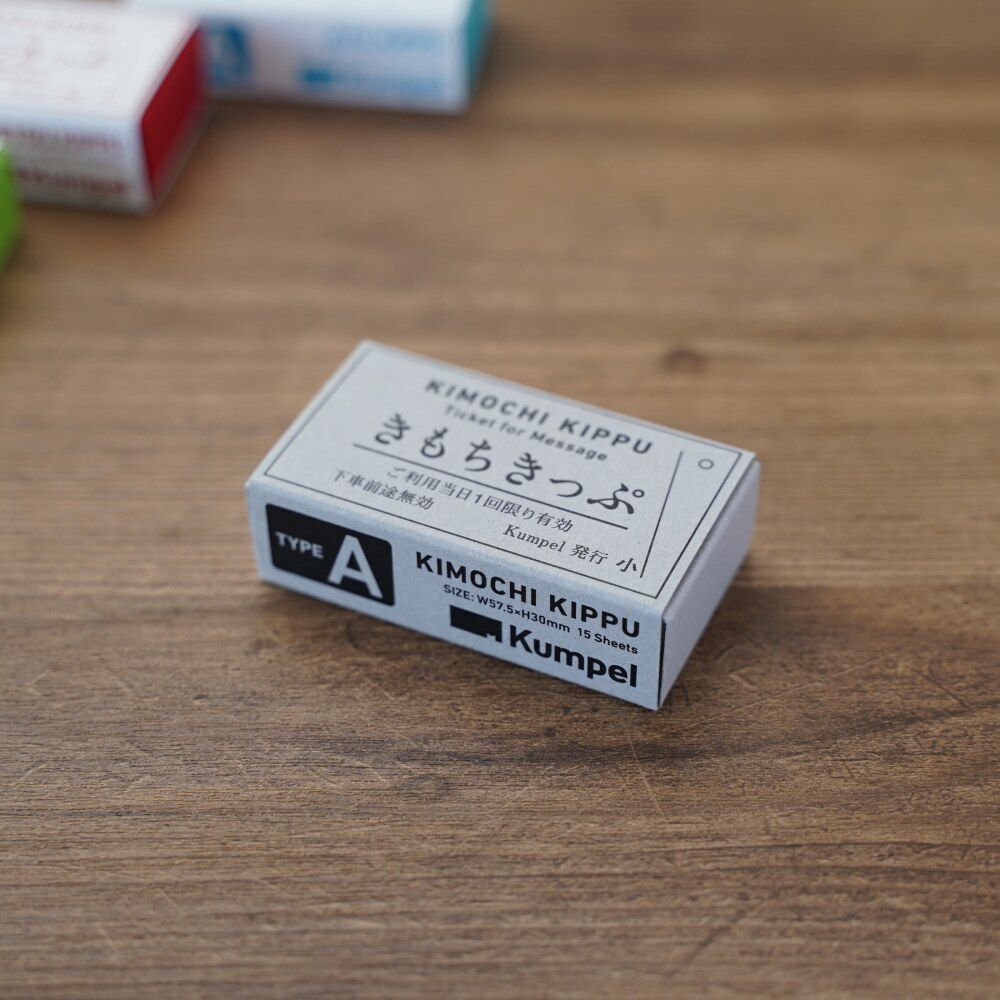 KIMOCHI KIPPU
Ticket for Message
きもちきっぷ
ご利用当日1回限り有効
下車前途無効
Kumpel 発行 小
TYPE A
KIMOCHI KIPPU
SIZE: W57.5×H30mm 15 Sheets
Kumpel
Kumpel
Kumpel
A